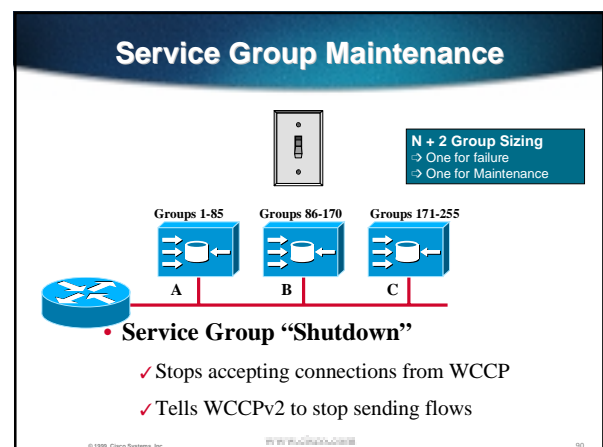 Service Group Maintenance
N + 2 Group Sizing
⇨ One for failure
⇨ One for Maintenance
Groups 1-85 Groups 86-170 Groups 171-255
A B C
• Service Group “Shutdown”
✓Stops accepting connections from WCCP
✓Tells WCCPv2 to stop sending flows
© 1999, Cisco Systems, Inc. 90